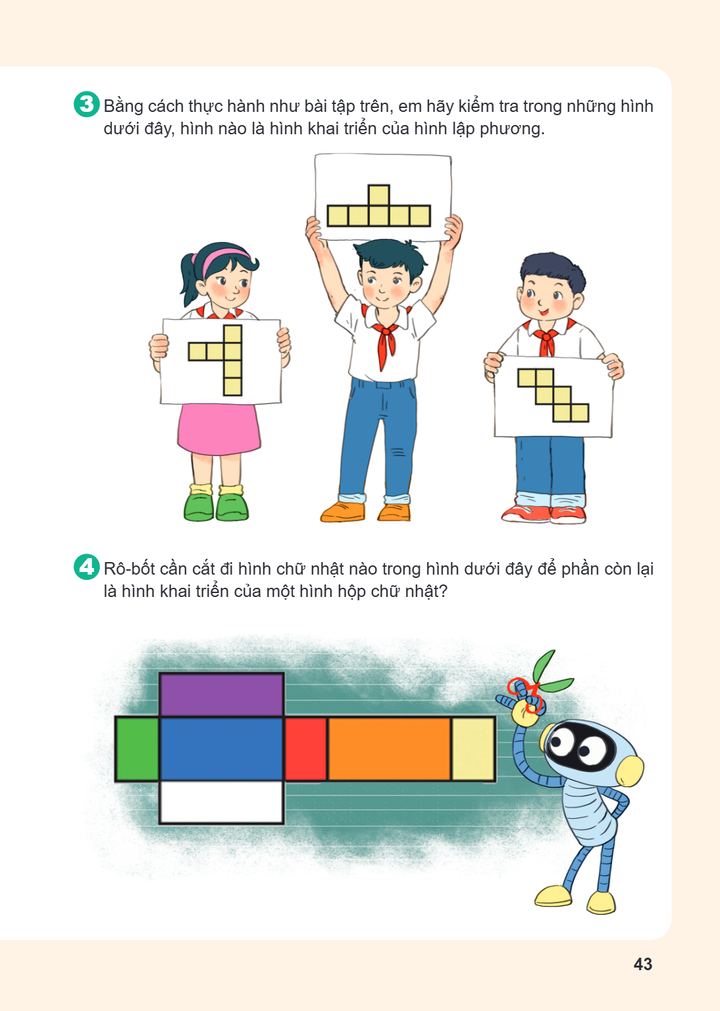 3 Bằng cách thực hành như bài tập trên, em hãy kiểm tra trong những hình
dưới đây, hình nào là hình khai triển của hình lập phương.
4 Rô-bốt cần cắt đi hình chữ nhật nào trong hình dưới đây để phần còn lại
là hình khai triển của một hình hộp chữ nhật?
43